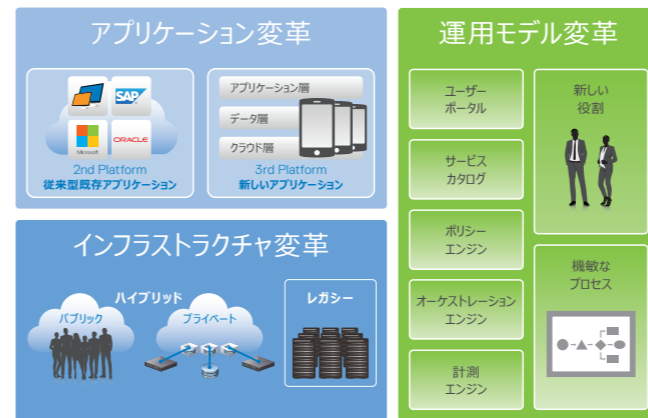 アプリケーション変革
SAP
Microsoft
ORACLE
2nd Platform
従来型既存アプリケーション
アプリケーション層
データ層
クラウド層
3rd Platform
新しいアプリケーション
インフラストラクチャ変革
ハイブリッド
パブリック
プライベート
レガシー
運用モデル変革
ユーザー
ポータル
サービス
カタログ
ポリシー
エンジン
オーケストレーション
エンジン
計測
エンジン
新しい
役割
機敏な
プロセス